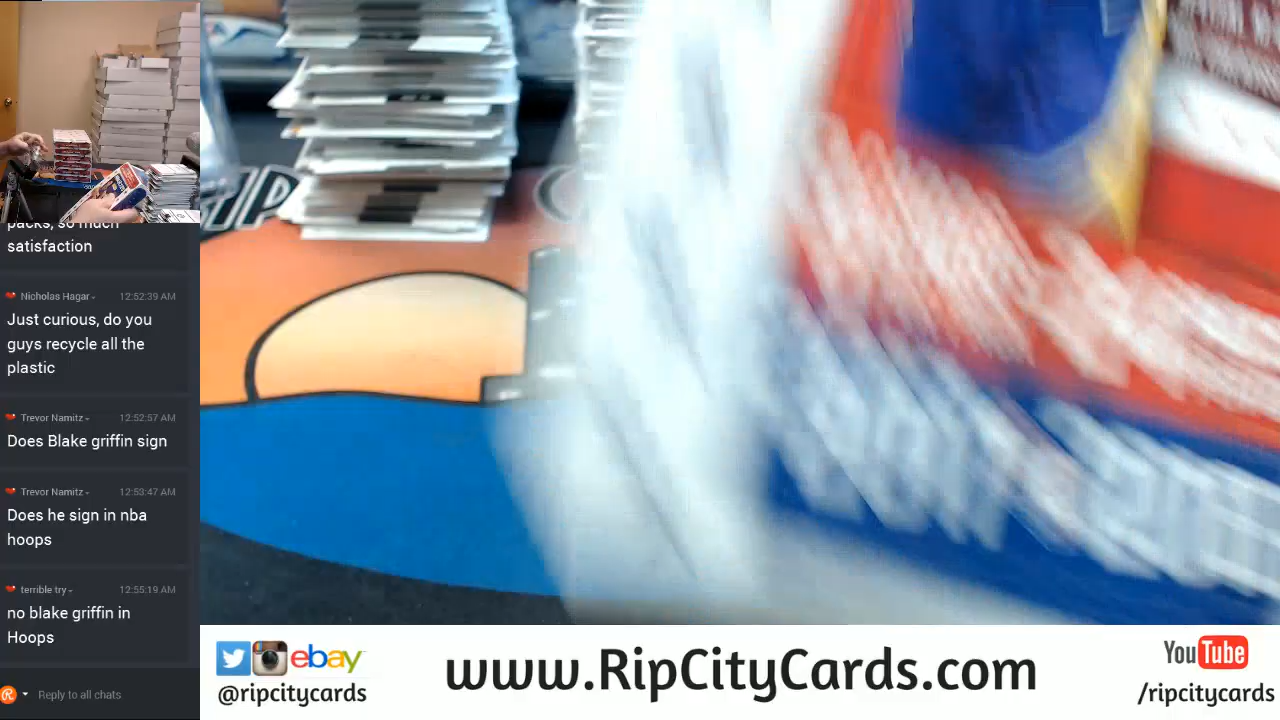 packs, so much
satisfaction
Nicholas Hagar
12:52:39 AM
Just curious, do you
guys recycle all the
plastic
Trevor Namitz
12:52:57 AM
Does Blake griffin sign
Trevor Namitz
12:53:47 AM
Does he sign in nba
hoops
terrible try
12:55:19 AM
no blake griffin in
Hoops
Reply to all chats
ebay
@ripcitycards
www.RipCityCards.com
YouTube
/ripcitycards